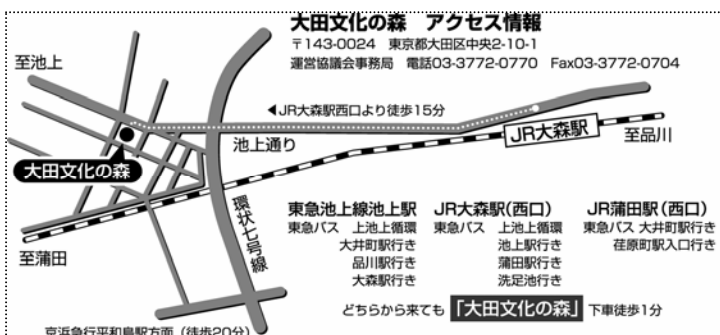 大田文化の森 アクセス情報
〒143-0024 東京都大田区中央2-10-1
運営協議会事務局 電話03-3772-0770 Fax03-3772-0704
至池上
◀JR大森駅西口より徒歩15分
池上通り
JR大森駅
至品川
大田文化の森
環状七号線
至蒲田
東急池上線池上駅
東急バス 上池上循環
大井町駅行き
品川駅行き
大森駅行き
JR大森駅(西口)
東急バス 上池上循環
池上駅行き
蒲田駅行き
洗足池行き
JR蒲田駅(西口)
東急バス 大井町駅行き
荏原町駅入口行き
どちらから来ても 「大田文化の森」 下車徒歩1分
京浜急行平和島駅方面(徒歩20分)